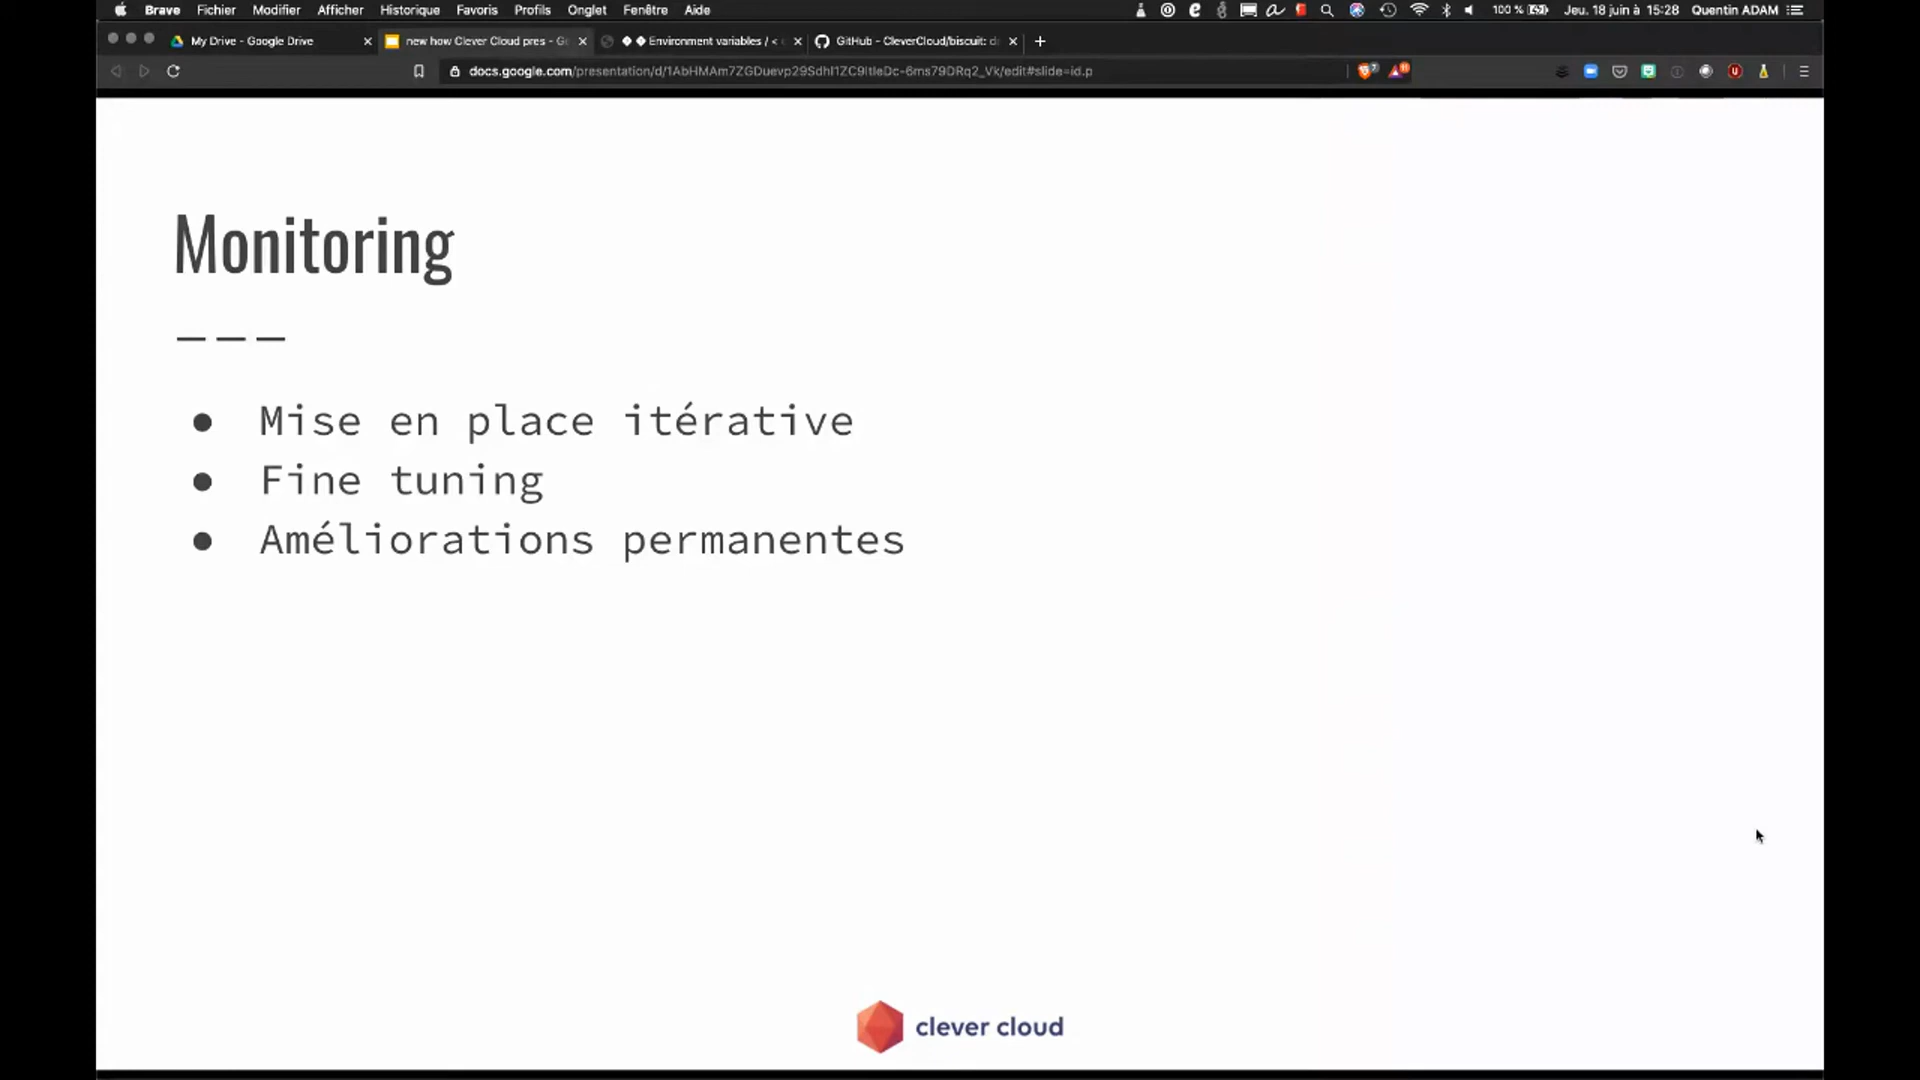 Brave Fichier Modifier Afficher Historique Favoris Profils Onglet Fenêtre Aide 100 % Jeu. 18 juin à 15:28 Quentin ADAM
My Drive - Google Drive new how Clever Cloud pres - Go Environment variables / < GitHub - CleverCloud/biscuit: d
Monitoring
● Mise en place itérative
● Fine tuning
● Améliorations permanentes
clever cloud